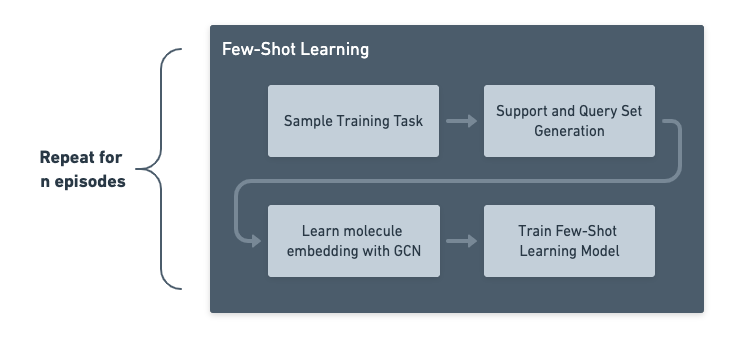 Few-Shot Learning
Sample Training Task
Support and Query Set
Generation
Repeat for
n episodes
Learn molecule
embedding with GCN
Train Few-Shot
Learning Model